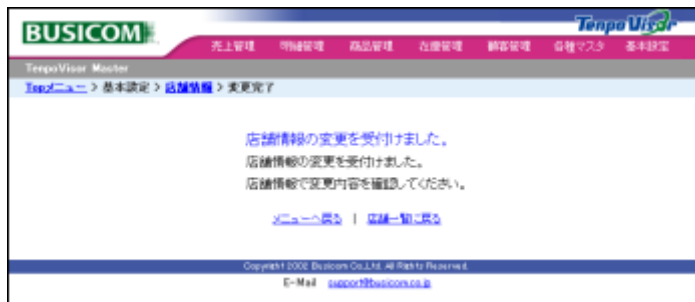 BUSICOM
Tenpo Visor
売上管理 明細管理 商品管理 在庫管理 顧客管理 各種マスタ 基本設定
TenpoVisor Master
Topメニュー > 基本設定 > 店舗情報 > 変更完了
店舗情報の変更を受付けました。
店舗情報の変更を受付けました。
店舗情報で変更内容を確認してください。
メニューへ戻る | 店舗一覧に戻る
Copyright 2002 Busicom Co.,Ltd. All Rights Reserved.
E-Mail support@busicom.co.jp